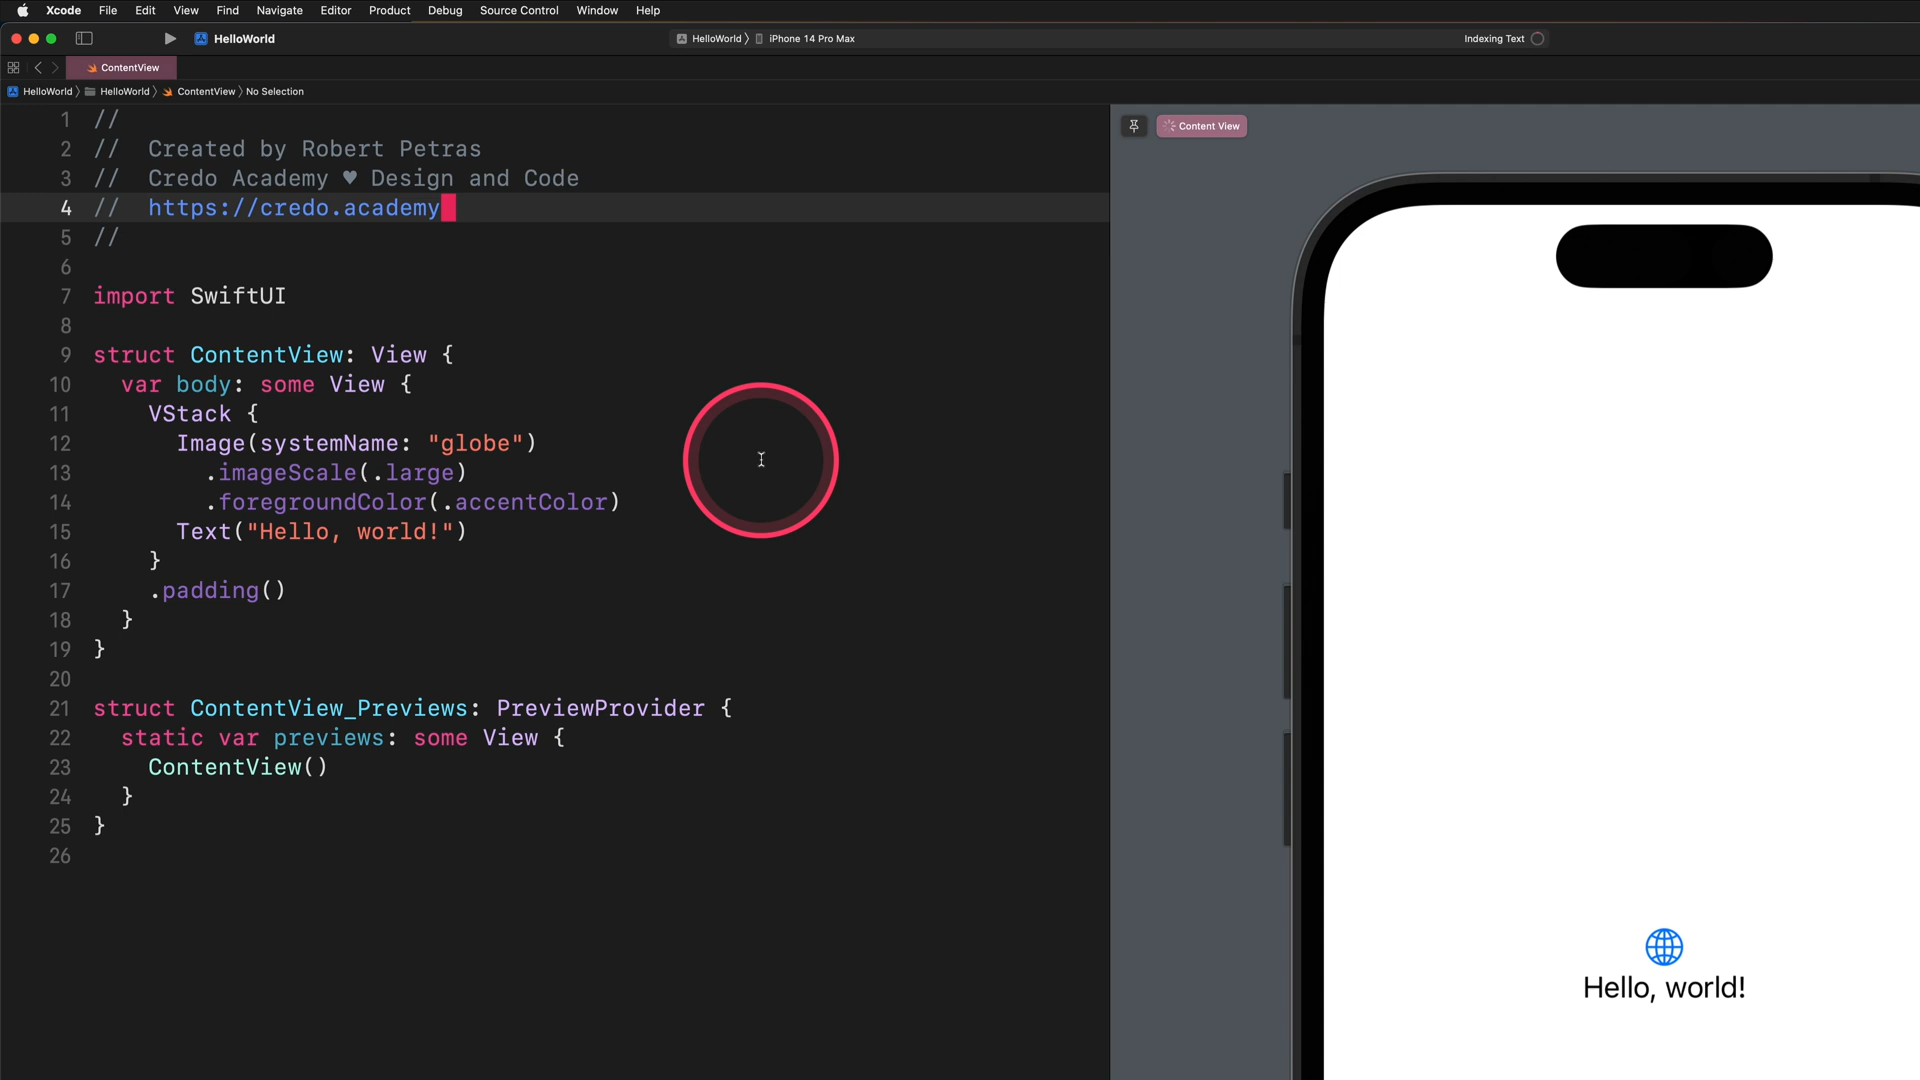 Xcode File Edit View Find Navigate Editor Product Debug Source Control Window Help
HelloWorld HelloWorld 〉 iPhone 14 Pro Max Indexing Text
ContentView
HelloWorld 〉 HelloWorld 〉 ContentView 〉 No Selection
1 //
2 //  Created by Robert Petras
3 //  Credo Academy ♥ Design and Code
4 //  https://credo.academy
5 //
6
7 import SwiftUI
8
9 struct ContentView: View {
10   var body: some View {
11     VStack {
12       Image(systemName: "globe")
13         .imageScale(.large)
14         .foregroundColor(.accentColor)
15       Text("Hello, world!")
16     }
17     .padding()
18   }
19 }
20
21 struct ContentView_Previews: PreviewProvider {
22   static var previews: some View {
23     ContentView()
24   }
25 }
26
Content View
Hello, world!